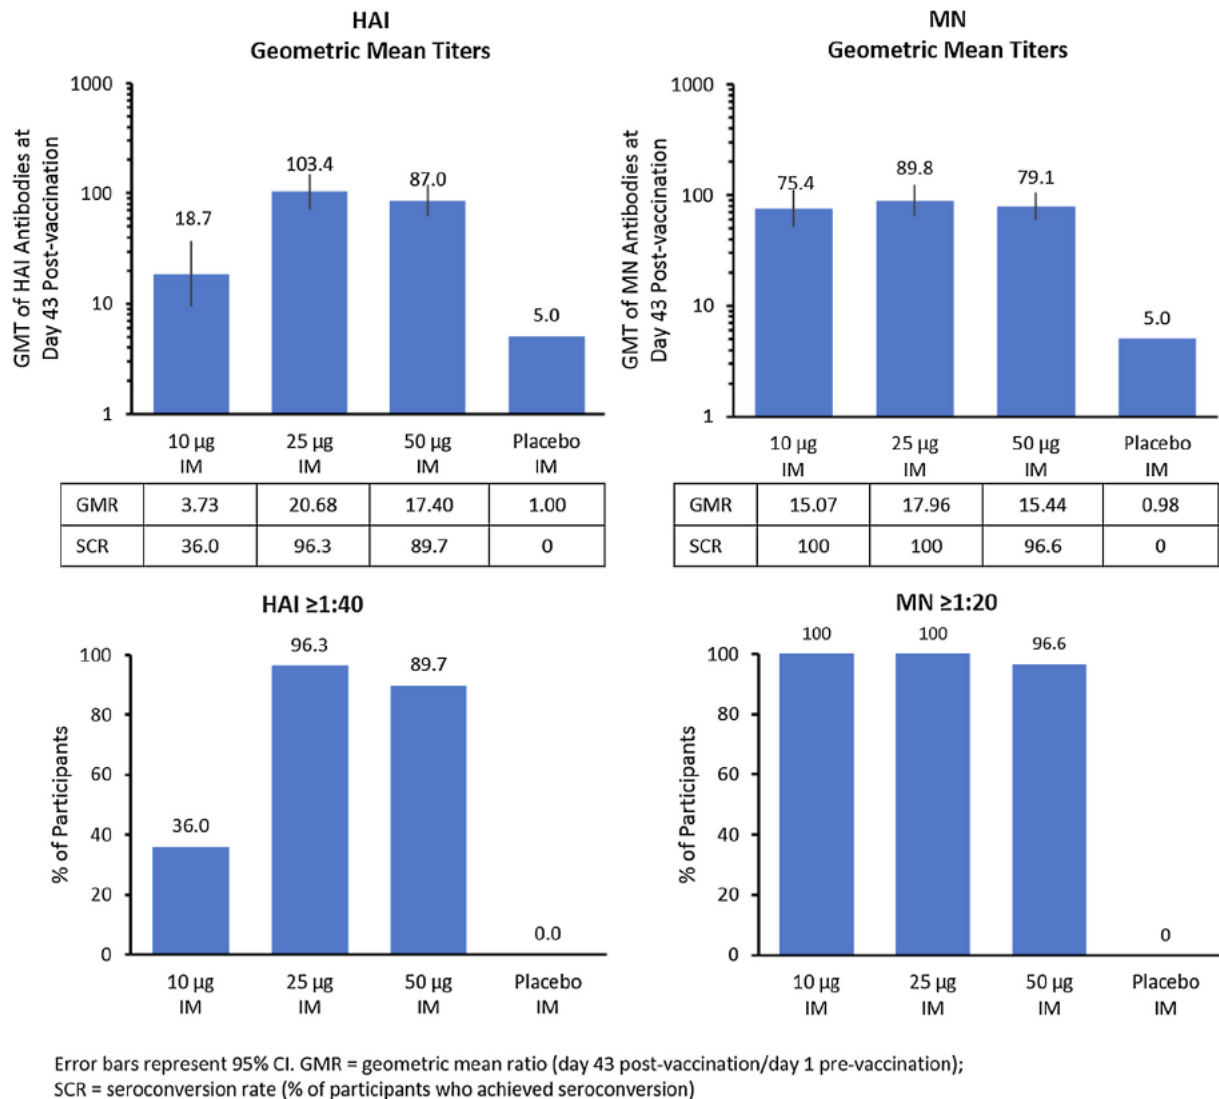 HAI
Geometric Mean Titers
GMT of HAI Antibodies at
Day 43 Post-vaccination
1000
100
10
1
18.7
103.4
87.0
5.0
10 µg
IM
25 µg
IM
50 µg
IM
Placebo
IM
GMR 3.73 20.68 17.40 1.00
SCR 36.0 96.3 89.7 0
MN
Geometric Mean Titers
GMT of MN Antibodies at
Day 43 Post-vaccination
1000
100
10
1
75.4
89.8
79.1
5.0
10 µg
IM
25 µg
IM
50 µg
IM
Placebo
IM
GMR 15.07 17.96 15.44 0.98
SCR 100 100 96.6 0
HAI ≥1:40
% of Participants
100
80
60
40
20
0
36.0
96.3
89.7
0.0
10 µg
IM
25 µg
IM
50 µg
IM
Placebo
IM
MN ≥1:20
% of Participants
100
80
60
40
20
0
100
100
96.6
0
10 µg
IM
25 µg
IM
50 µg
IM
Placebo
IM
Error bars represent 95% CI. GMR = geometric mean ratio (day 43 post-vaccination/day 1 pre-vaccination);
SCR = seroconversion rate (% of participants who achieved seroconversion)